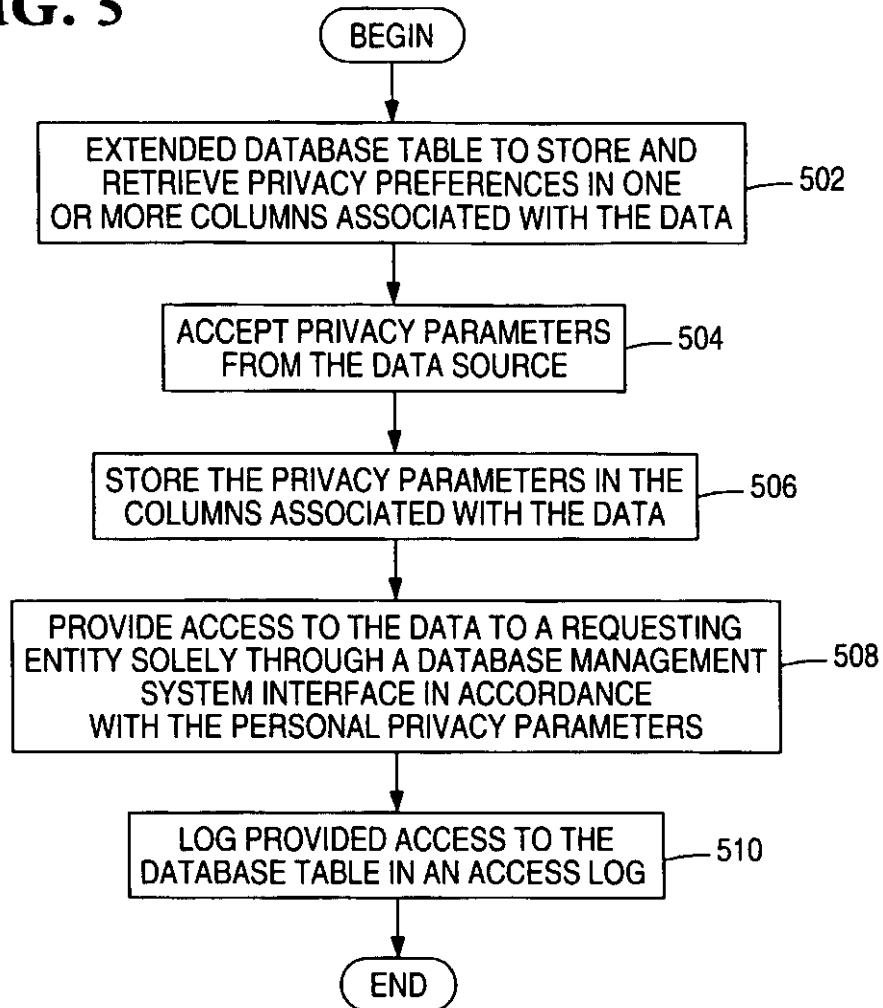 IG. 5
BEGIN
EXTENDED DATABASE TABLE TO STORE AND
RETRIEVE PRIVACY PREFERENCES IN ONE
OR MORE COLUMNS ASSOCIATED WITH THE DATA
502
ACCEPT PRIVACY PARAMETERS
FROM THE DATA SOURCE
504
STORE THE PRIVACY PARAMETERS IN THE
COLUMNS ASSOCIATED WITH THE DATA
506
PROVIDE ACCESS TO THE DATA TO A REQUESTING
ENTITY SOLELY THROUGH A DATABASE MANAGEMENT
SYSTEM INTERFACE IN ACCORDANCE
WITH THE PERSONAL PRIVACY PARAMETERS
508
LOG PROVIDED ACCESS TO THE
DATABASE TABLE IN AN ACCESS LOG
510
END